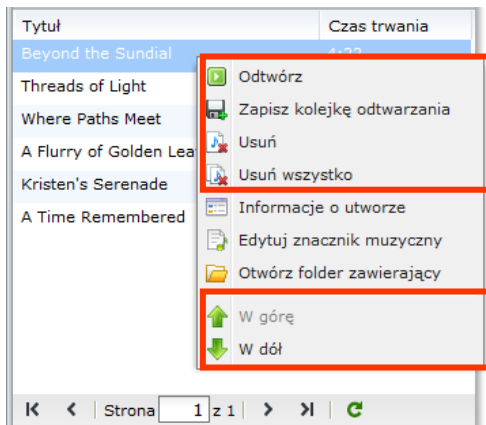 Tytuł Czas trwania
Beyond the Sundial 4:22
Threads of Light
Where Paths Meet
A Flurry of Golden Lea
Kristen's Serenade
A Time Remembered
Odtwórz
Zapisz kolejkę odtwarzania
Usuń
Usuń wszystko
Informacje o utworze
Edytuj znacznik muzyczny
Otwórz folder zawierający
W górę
W dół
Strona 1 z 1